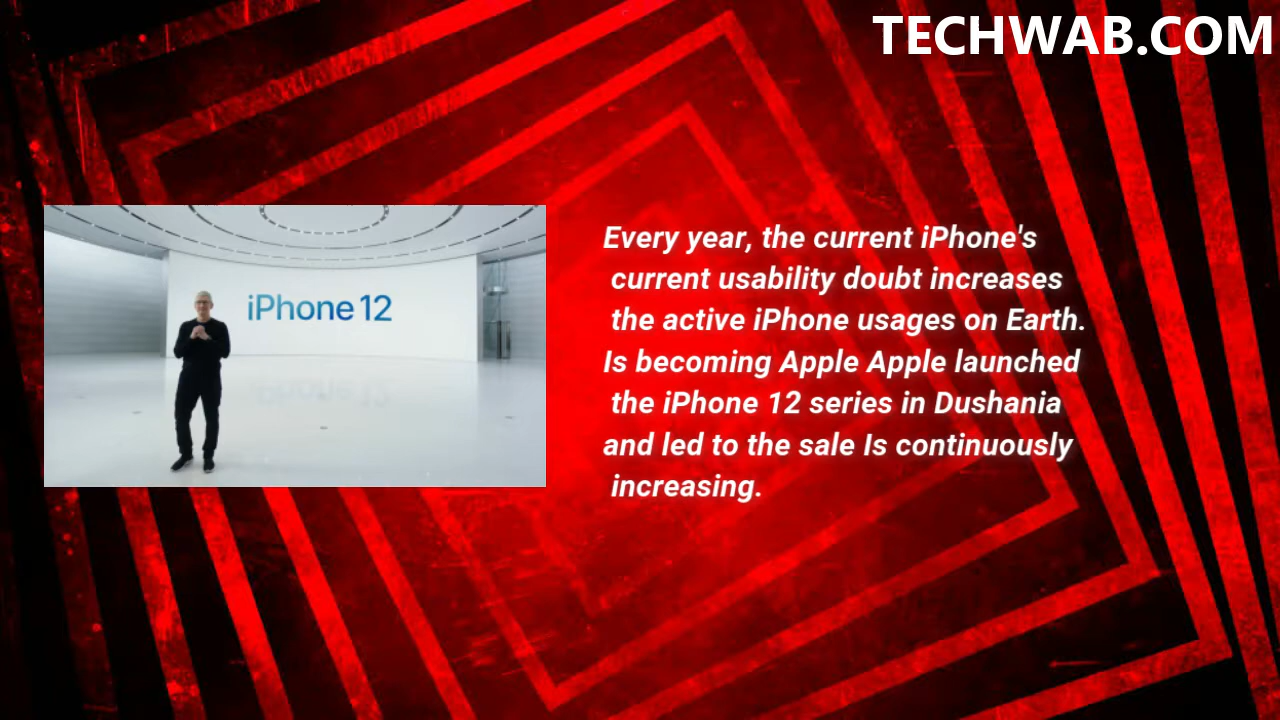 TECHWAB.COM
iPhone 12
Every year, the current iPhone's
current usability doubt increases
the active iPhone usages on Earth.
Is becoming Apple Apple launched
the iPhone 12 series in Dushania
and led to the sale Is continuously
increasing.